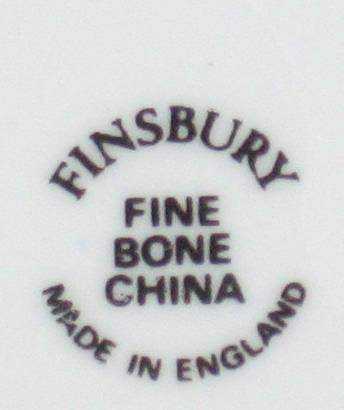 FINSBURY
FINE
BONE
CHINA
MADE IN ENGLAND